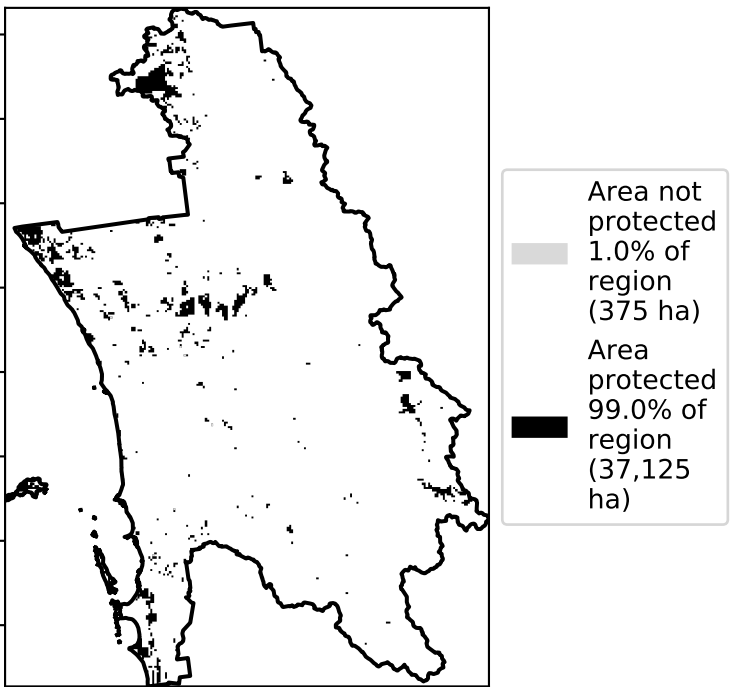 Area not
protected
1.0% of
region
(375 ha)
Area
protected
99.0% of
region
(37,125
ha)